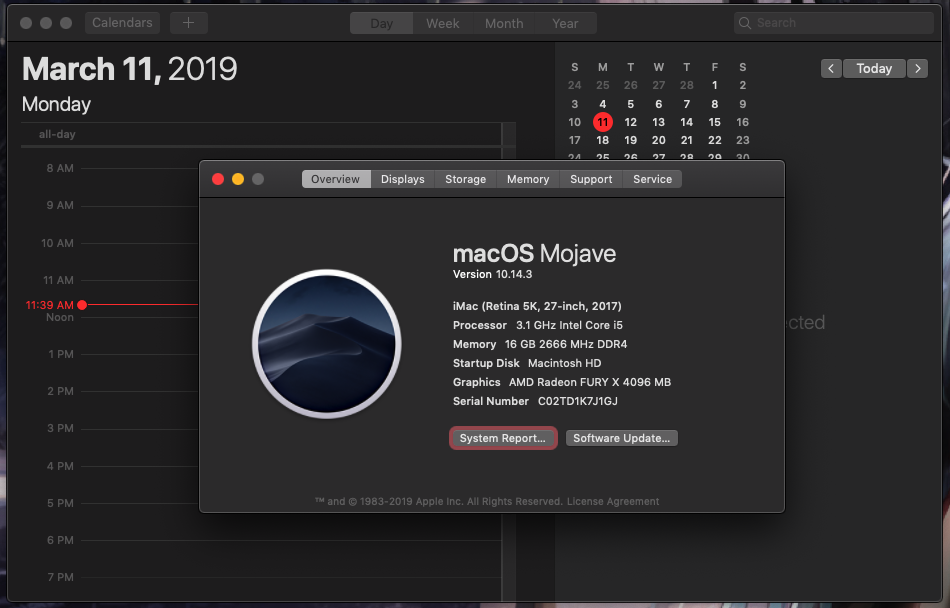 Calendars + Day Week Month Year Search
March 11, 2019
Monday
S M T W T F S
24 25 26 27 28 1 2
3 4 5 6 7 8 9
10 11 12 13 14 15 16
17 18 19 20 21 22 23
24 25 26 27 28 29 30
< Today >
all-day
8 AM
9 AM
10 AM
11 AM
11:39 AM
Noon
1 PM
2 PM
3 PM
4 PM
5 PM
6 PM
7 PM
Overview Displays Storage Memory Support Service
macOS Mojave
Version 10.14.3
iMac (Retina 5K, 27-inch, 2017)
Processor 3.1 GHz Intel Core i5
Memory 16 GB 2666 MHz DDR4
Startup Disk Macintosh HD
Graphics AMD Radeon FURY X 4096 MB
Serial Number C02TD1K7J1GJ
System Report... Software Update...
™ and © 1983-2019 Apple Inc. All Rights Reserved. License Agreement